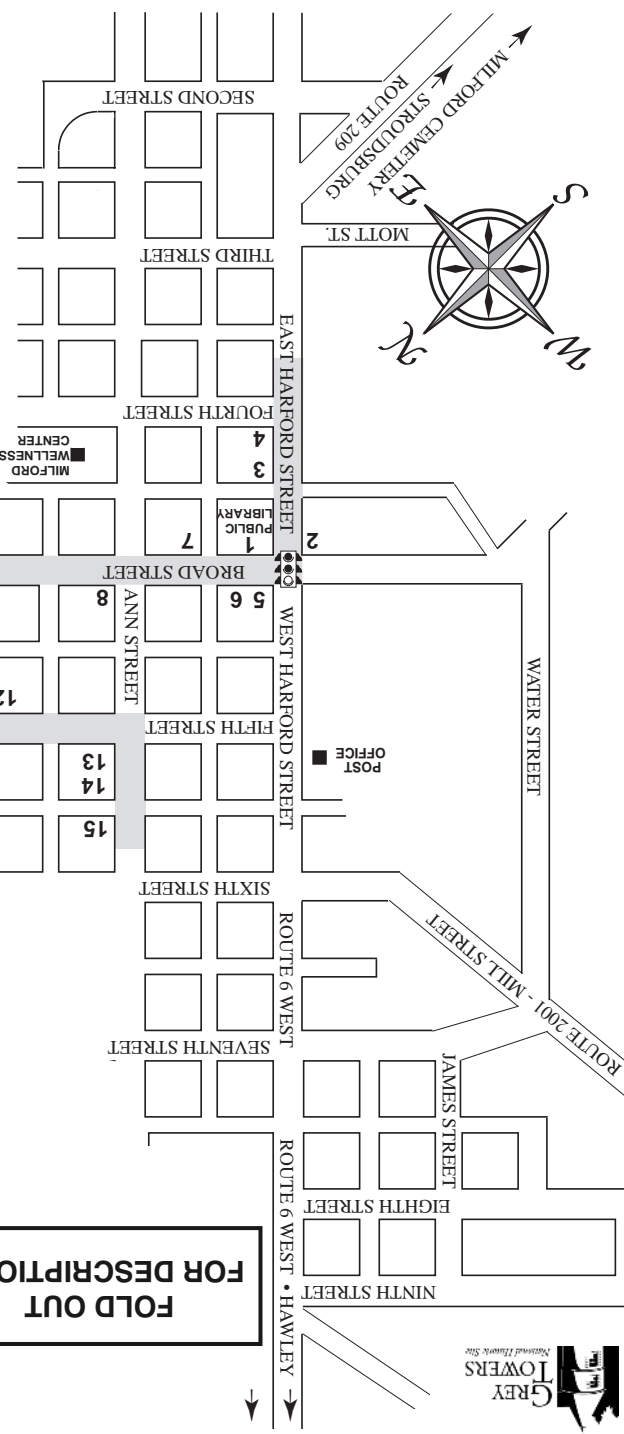 GREY
TOWERS
National Historic Site
FOLD OUT
FOR DESCRIPTIO
NINTH STREET
ROUTE 6 WEST • HAWLEY
EIGHTH STREET
JAMES STREET
ROUTE 2001 - MILL STREET
SEVENTH STREET
ROUTE 6 WEST
SIXTH STREET
15
14
13
POST
OFFICE
WATER STREET
FIFTH STREET
12
WEST HARFORD STREET
ANN STREET
5 6
8
BROAD STREET
2
1
7
PUBLIC
LIBRARY
3
4
MILFORD
WELLNESS
CENTER
FOURTH STREET
EAST HARFORD STREET
N
W
E
S
THIRD STREET
MOTT ST.
ROUTE 209
STROUDSBURG
MILFORD CEMETERY
SECOND STREET